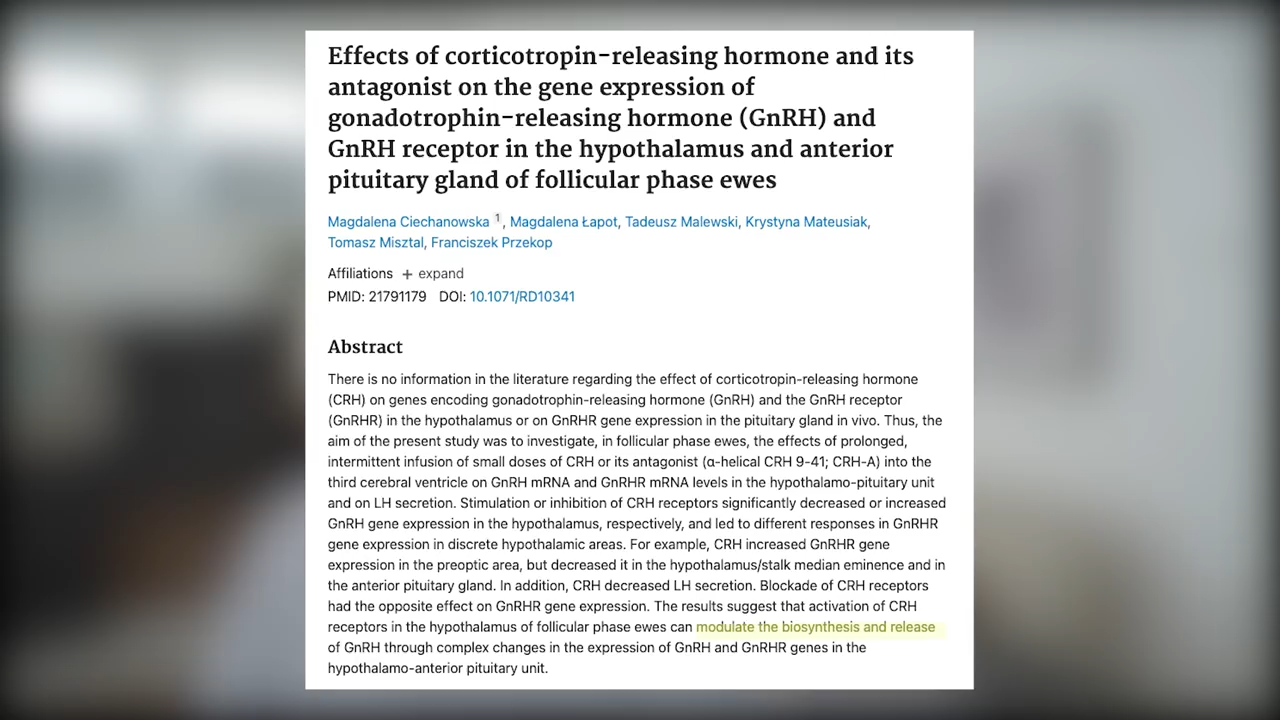 Effects of corticotropin-releasing hormone and its
antagonist on the gene expression of
gonadotrophin-releasing hormone (GnRH) and
GnRH receptor in the hypothalamus and anterior
pituitary gland of follicular phase ewes
Magdalena Ciechanowska 1, Magdalena Łapot, Tadeusz Malewski, Krystyna Mateusiak,
Tomasz Misztal, Franciszek Przekop
Affiliations + expand
PMID: 21791179 DOI: 10.1071/RD10341
Abstract
There is no information in the literature regarding the effect of corticotropin-releasing hormone
(CRH) on genes encoding gonadotrophin-releasing hormone (GnRH) and the GnRH receptor
(GnRHR) in the hypothalamus or on GnRHR gene expression in the pituitary gland in vivo. Thus, the
aim of the present study was to investigate, in follicular phase ewes, the effects of prolonged,
intermittent infusion of small doses of CRH or its antagonist (α-helical CRH 9-41; CRH-A) into the
third cerebral ventricle on GnRH mRNA and GnRHR mRNA levels in the hypothalamo-pituitary unit
and on LH secretion. Stimulation or inhibition of CRH receptors significantly decreased or increased
GnRH gene expression in the hypothalamus, respectively, and led to different responses in GnRHR
gene expression in discrete hypothalamic areas. For example, CRH increased GnRHR gene
expression in the preoptic area, but decreased it in the hypothalamus/stalk median eminence and in
the anterior pituitary gland. In addition, CRH decreased LH secretion. Blockade of CRH receptors
had the opposite effect on GnRHR gene expression. The results suggest that activation of CRH
receptors in the hypothalamus of follicular phase ewes can modulate the biosynthesis and release
of GnRH through complex changes in the expression of GnRH and GnRHR genes in the
hypothalamo-anterior pituitary unit.